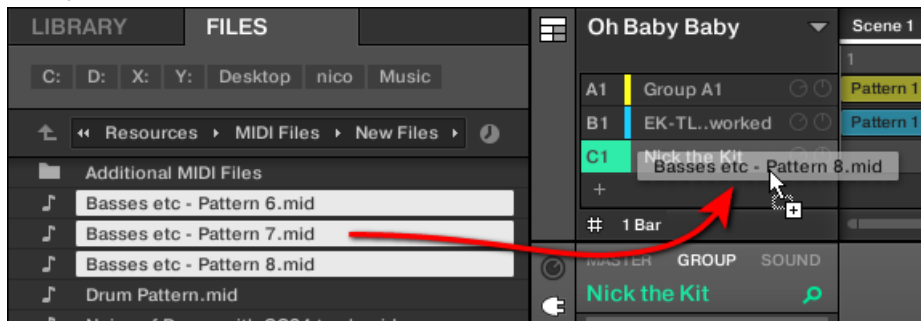 LIBRARY FILES
C: D: X: Y: Desktop nico Music
Resources MIDI Files New Files
Additional MIDI Files
Basses etc - Pattern 6.mid
Basses etc - Pattern 7.mid
Basses etc - Pattern 8.mid
Drum Pattern.mid
Oh Baby Baby
Scene 1
1
A1 Group A1 Pattern 1
B1 EK-TL..worked Pattern 1
C1 Nick the Kit
Basses etc - Pattern 8.mid
+
# 1 Bar
MASTER GROUP SOUND
Nick the Kit